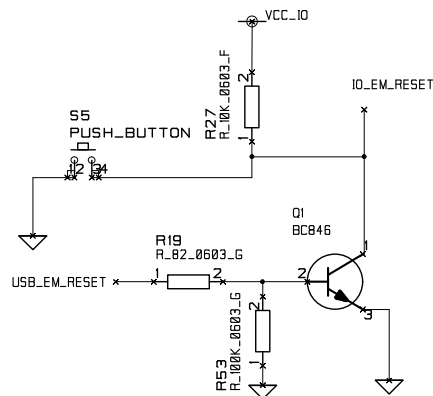 VCC_IO
2
R27
R_10K_0603_F
1
IO_EM_RESET
S5
PUSH_BUTTON
12 34
Q1
BC846
1
R19
R_82_0603_G
USB_EM_RESET
1 2
2
3
2
R53
R_100K_0603_G
1